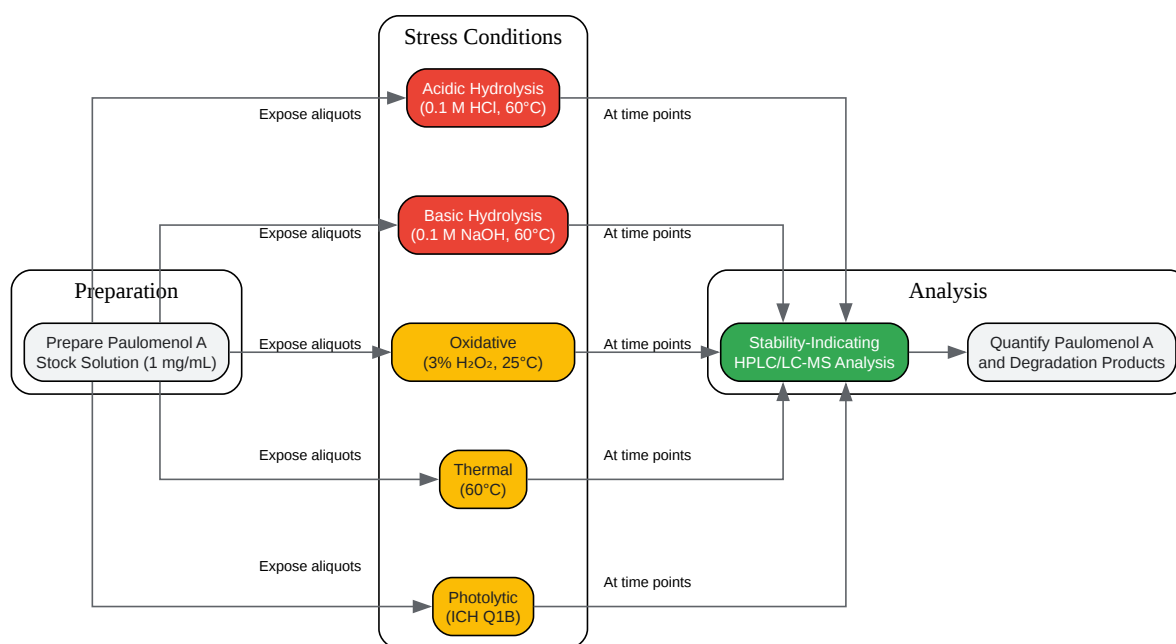 Stress Conditions
Acidic Hydrolysis
(0.1 M HCl, 60°C)
Expose aliquots
At time points
Basic Hydrolysis
(0.1 M NaOH, 60°C)
Expose aliquots
At time points
Preparation
Analysis
Prepare Paulomenol A
Stock Solution (1 mg/mL)
Expose aliquots
Oxidative
(3% H₂O₂, 25°C)
At time points
Stability-Indicating
HPLC/LC-MS Analysis
Quantify Paulomenol A
and Degradation Products
Expose aliquots
Thermal
(60°C)
At time points
Expose aliquots
Photolytic
(ICH Q1B)
At time points